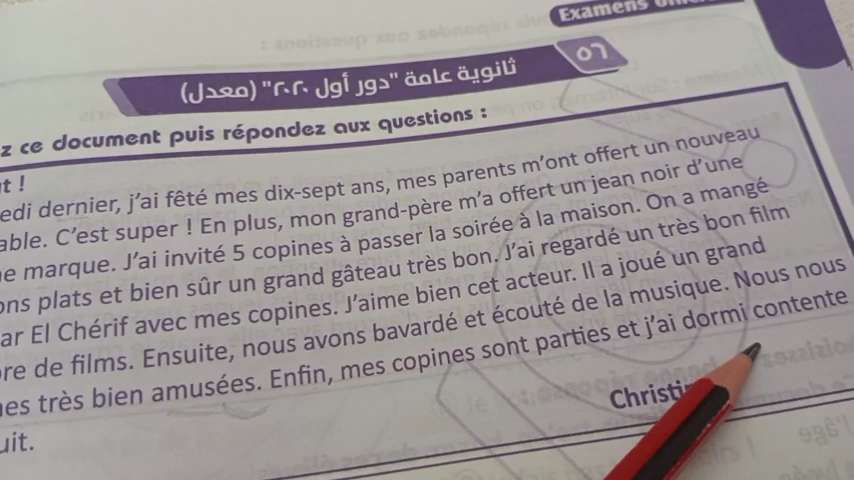 Examens
٥٦
ثانوية عامة "دور أول ٢٠٢٠" (معدل)
z ce document puis répondez aux questions :
t !
edi dernier, j'ai fêté mes dix-sept ans, mes parents m'ont offert un nouveau
able. C'est super ! En plus, mon grand-père m'a offert un jean noir d'une
e marque. J'ai invité 5 copines à passer la soirée à la maison. On a mangé
ons plats et bien sûr un grand gâteau très bon. J'ai regardé un très bon film
ar El Chérif avec mes copines. J'aime bien cet acteur. Il a joué un grand
re de films. Ensuite, nous avons bavardé et écouté de la musique. Nous nous
es très bien amusées. Enfin, mes copines sont parties et j'ai dormi contente
uit.
Christi